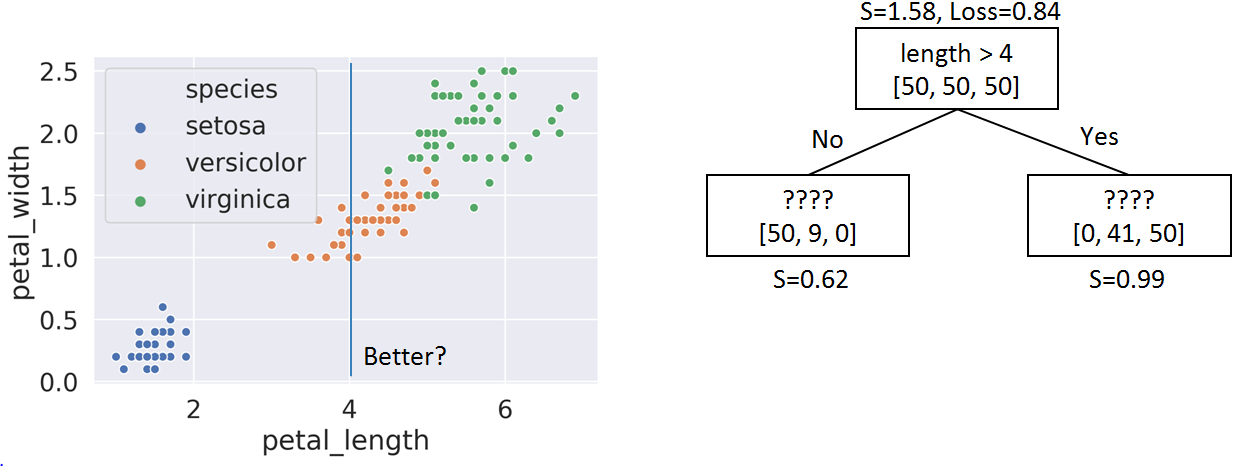 2.5
2.0
1.5
1.0
0.5
0.0
petal_width
species
setosa
versicolor
virginica
Better?
2 4 6
petal_length
S=1.58, Loss=0.84
length > 4
[50, 50, 50]
No Yes
???? ????
[50, 9, 0] [0, 41, 50]
S=0.62 S=0.99